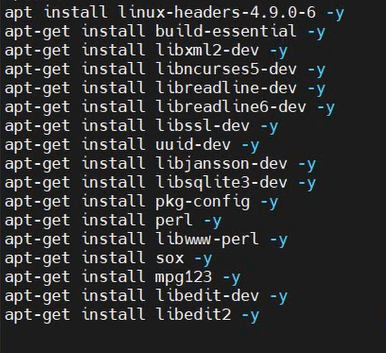 apt install linux-headers-4.9.0-6 -y
apt-get install build-essential -y
apt-get install libxml2-dev -y
apt-get install libncurses5-dev -y
apt-get install libreadline-dev -y
apt-get install libreadline6-dev -y
apt-get install libssl-dev -y
apt-get install uuid-dev -y
apt-get install libjansson-dev -y
apt-get install libsqlite3-dev -y
apt-get install pkg-config -y
apt-get install perl -y
apt-get install libwww-perl -y
apt-get install sox -y
apt-get install mpg123 -y
apt-get install libedit-dev -y
apt-get install libedit2 -y